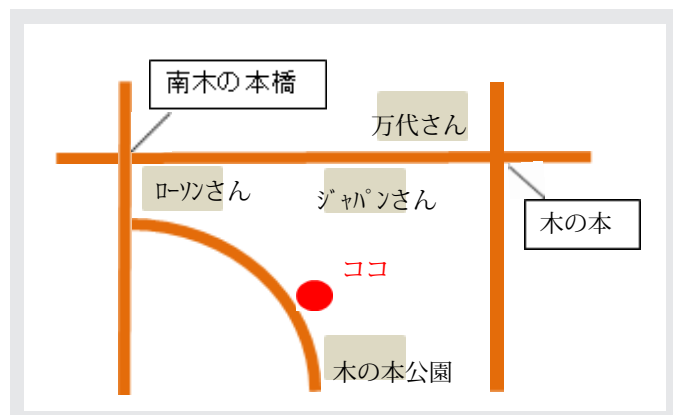 南木の本橋
万代さん
ﾛｰｿﾝさん
ｼﾞｬﾊﾟﾝさん
木の本
ココ
木の本公園